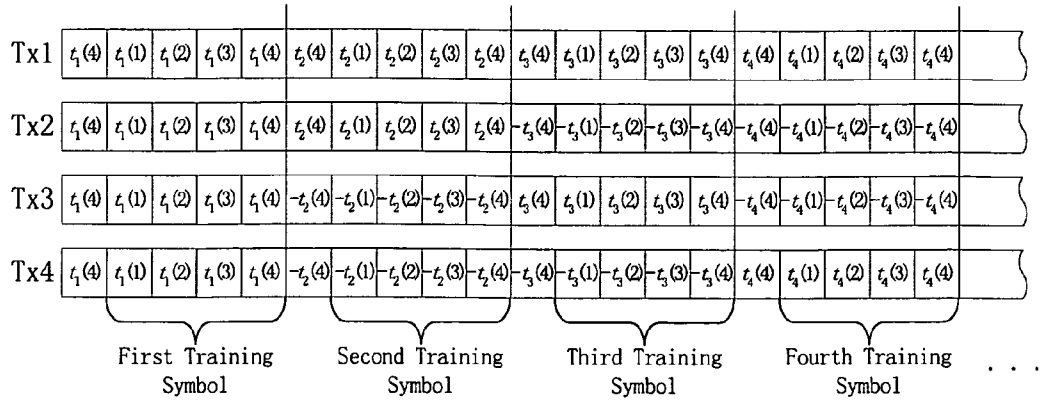 Tx1 t₁(4) t₁(1) t₁(2) t₁(3) t₁(4) t₂(4) t₂(1) t₂(2) t₂(3) t₂(4) t₃(4) t₃(1) t₃(2) t₃(3) t₃(4) t₄(4) t₄(1) t₄(2) t₄(3) t₄(4)
Tx2 t₁(4) t₁(1) t₁(2) t₁(3) t₁(4) t₂(4) t₂(1) t₂(2) t₂(3) t₂(4) -t₃(4) -t₃(1) -t₃(2) -t₃(3) -t₃(4) -t₄(4) -t₄(1) -t₄(2) -t₄(3) -t₄(4)
Tx3 t₁(4) t₁(1) t₁(2) t₁(3) t₁(4) -t₂(4) -t₂(1) -t₂(2) -t₂(3) -t₂(4) t₃(4) t₃(1) t₃(2) t₃(3) t₃(4) -t₄(4) -t₄(1) -t₄(2) -t₄(3) -t₄(4)
Tx4 t₁(4) t₁(1) t₁(2) t₁(3) t₁(4) -t₂(4) -t₂(1) -t₂(2) -t₂(3) -t₂(4) -t₃(4) -t₃(1) -t₃(2) -t₃(3) -t₃(4) t₄(4) t₄(1) t₄(2) t₄(3) t₄(4)
First Training Second Training Third Training Fourth Training
Symbol Symbol Symbol Symbol . . .